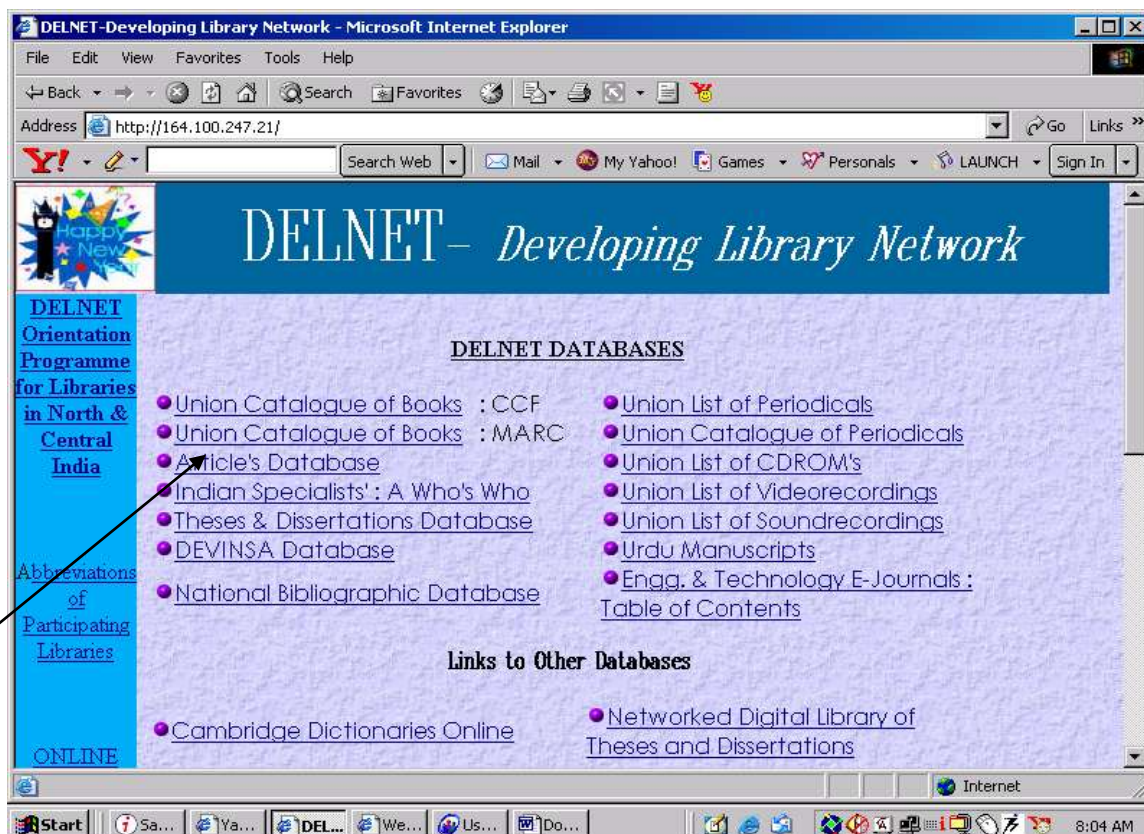 DELNET-Developing Library Network - Microsoft Internet Explorer
File Edit View Favorites Tools Help
Back Search Favorites
Address http://164.100.247.21/ Go Links »
Y! Search Web Mail My Yahoo! Games Personals LAUNCH Sign In
Happy
New
Year
DELNET- Developing Library Network
DELNET
Orientation
Programme
for Libraries
in North &
Central
India
Abbreviations
of
Participating
Libraries
ONLINE
DELNET DATABASES
Union Catalogue of Books : CCF
Union Catalogue of Books : MARC
Article's Database
Indian Specialists' : A Who's Who
Theses & Dissertations Database
DEVINSA Database
National Bibliographic Database
Union List of Periodicals
Union Catalogue of Periodicals
Union List of CDROM's
Union List of Videorecordings
Union List of Soundrecordings
Urdu Manuscripts
Engg. & Technology E-Journals :
Table of Contents
Links to Other Databases
Cambridge Dictionaries Online
Networked Digital Library of
Theses and Dissertations
Internet
Start Sa... Ya... DEL... We... Us... Do... 8:04 AM